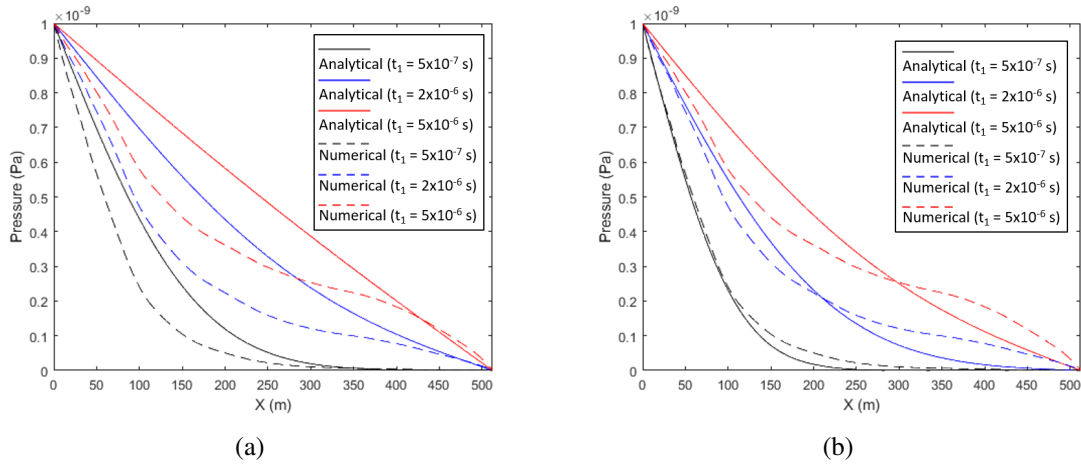 ×10⁻⁹
1
0.9
0.8
0.7
0.6
0.5
0.4
0.3
0.2
0.1
0
Pressure (Pa)
0 50 100 150 200 250 300 350 400 450 500
X (m)
Analytical (t₁ = 5x10⁻⁷ s)
Analytical (t₁ = 2x10⁻⁶ s)
Analytical (t₁ = 5x10⁻⁶ s)
Numerical (t₁ = 5x10⁻⁷ s)
Numerical (t₁ = 2x10⁻⁶ s)
Numerical (t₁ = 5x10⁻⁶ s)
(a)
×10⁻⁹
1
0.9
0.8
0.7
0.6
0.5
0.4
0.3
0.2
0.1
0
Pressure (Pa)
0 50 100 150 200 250 300 350 400 450 500
X (m)
Analytical (t₁ = 5x10⁻⁷ s)
Analytical (t₁ = 2x10⁻⁶ s)
Analytical (t₁ = 5x10⁻⁶ s)
Numerical (t₁ = 5x10⁻⁷ s)
Numerical (t₁ = 2x10⁻⁶ s)
Numerical (t₁ = 5x10⁻⁶ s)
(b)